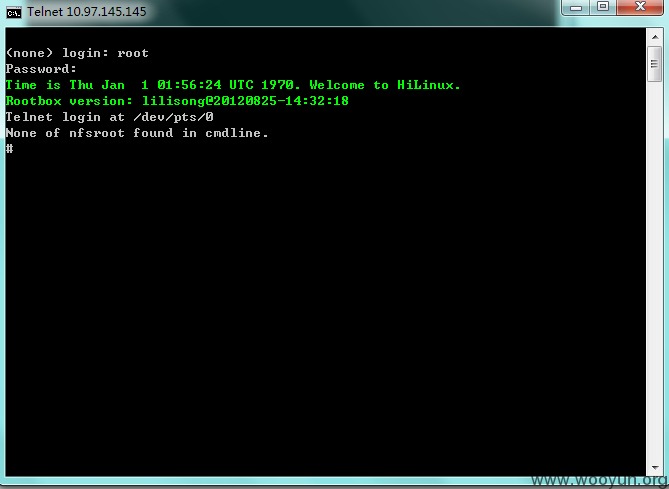 Telnet 10.97.145.145
(none) login: root
Password:
Time is Thu Jan  1 01:56:24 UTC 1970. Welcome to HiLinux.
Rootbox version: lilisong@20120825-14:32:18
Telnet login at /dev/pts/0
None of nfsroot found in cmdline.
#
www.wooyun.org